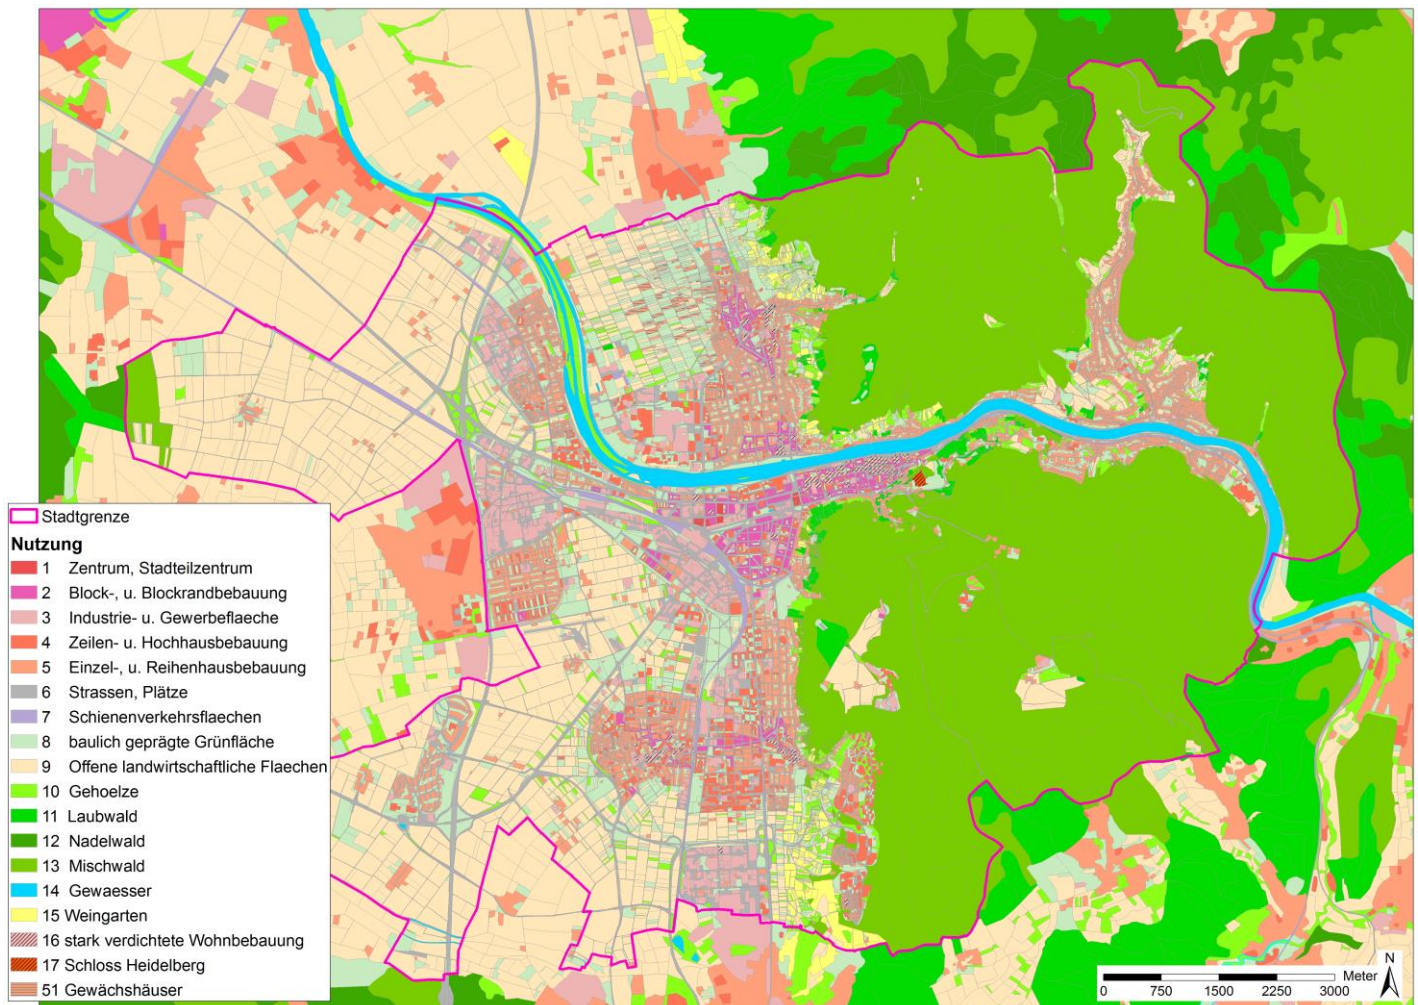 Stadtgrenze
Nutzung
1 Zentrum, Stadteilzentrum
2 Block-, u. Blockrandbebauung
3 Industrie- u. Gewerbeflaeche
4 Zeilen- u. Hochhausbebauung
5 Einzel-, u. Reihenhausbebauung
6 Strassen, Plätze
7 Schienenverkehrsflaechen
8 baulich geprägte Grünfläche
9 Offene landwirtschaftliche Flaechen
10 Gehoelze
11 Laubwald
12 Nadelwald
13 Mischwald
14 Gewaesser
15 Weingarten
16 stark verdichtete Wohnbebauung
17 Schloss Heidelberg
51 Gewächshäuser
N
Meter
0 750 1500 2250 3000